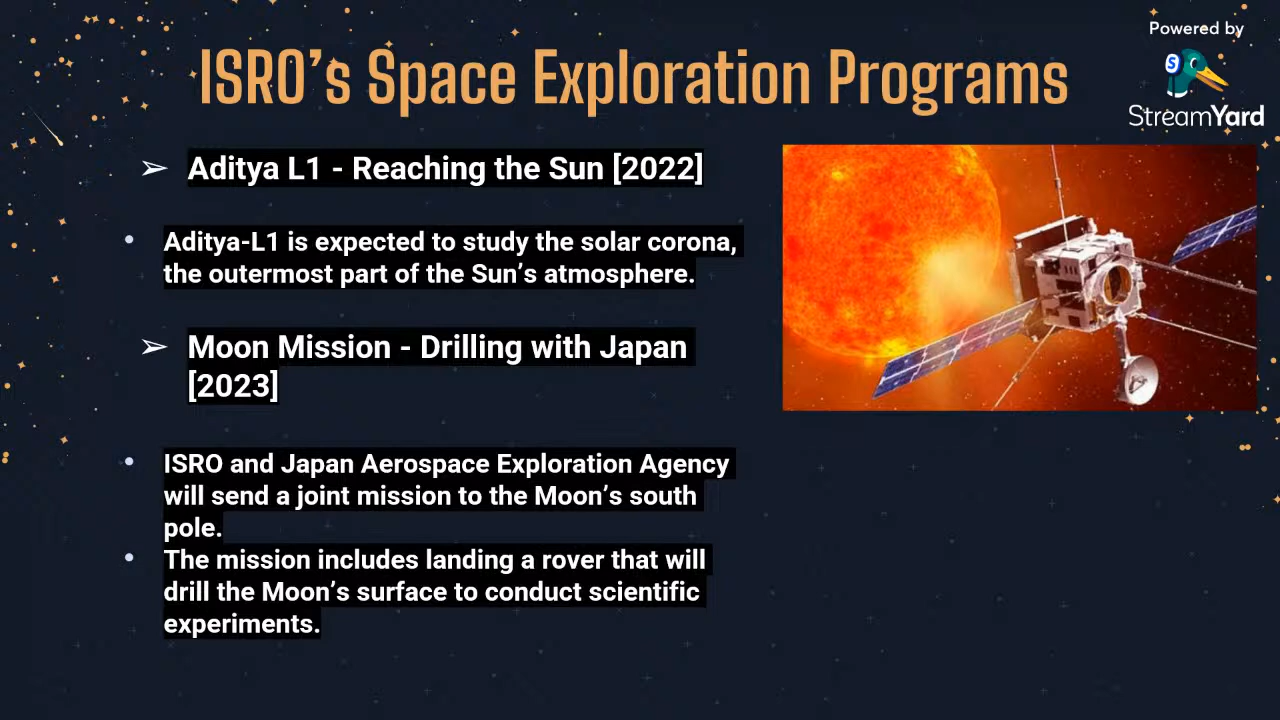 Powered by
StreamYard
ISRO's Space Exploration Programs
➢ Aditya L1 - Reaching the Sun [2022]
• Aditya-L1 is expected to study the solar corona,
the outermost part of the Sun's atmosphere.
➢ Moon Mission - Drilling with Japan
[2023]
• ISRO and Japan Aerospace Exploration Agency
will send a joint mission to the Moon's south
pole.
• The mission includes landing a rover that will
drill the Moon's surface to conduct scientific
experiments.